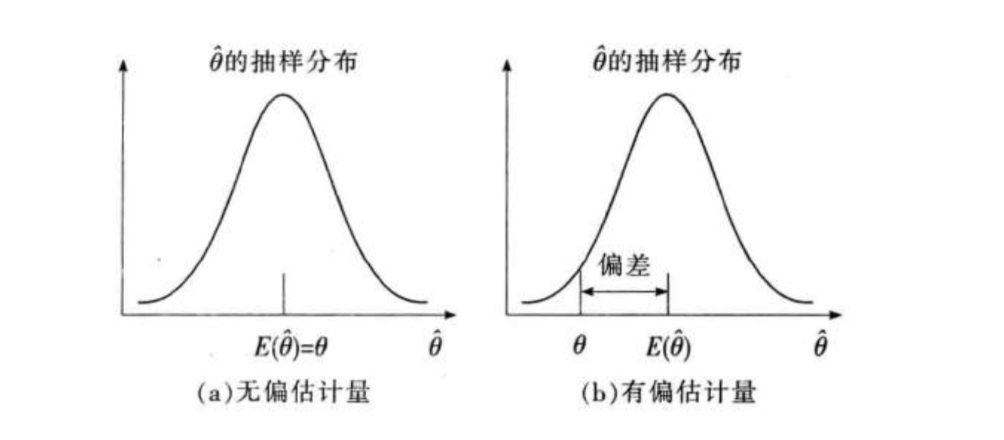 θ̂的抽样分布
E(θ̂)=θ
θ̂
(a)无偏估计量
θ̂的抽样分布
偏差
θ
E(θ̂)
θ̂
(b)有偏估计量